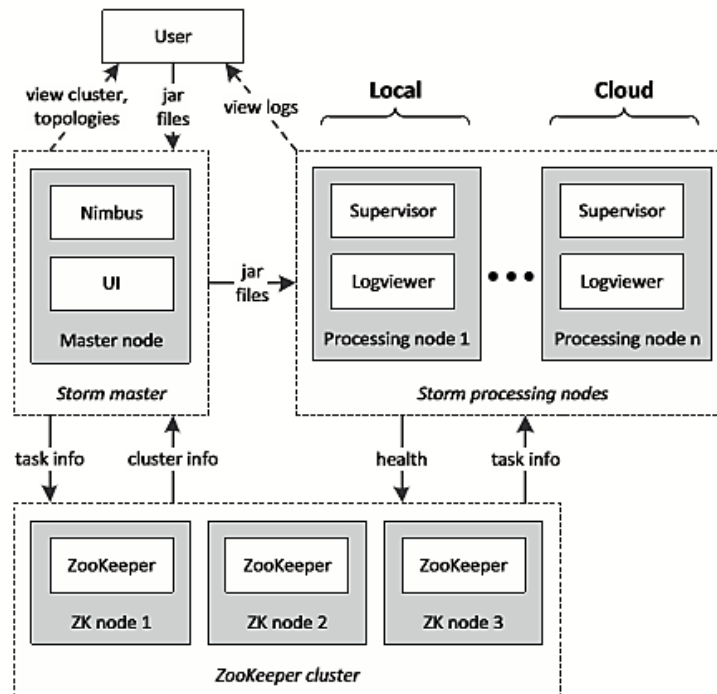 User
view cluster,
topologies
jar
files
view logs
Local
Cloud
Nimbus
UI
Master node
Storm master
jar
files
Supervisor
Logviewer
Processing node 1
Supervisor
Logviewer
Processing node n
Storm processing nodes
task info
cluster info
health
task info
ZooKeeper
ZK node 1
ZooKeeper
ZK node 2
ZooKeeper
ZK node 3
ZooKeeper cluster